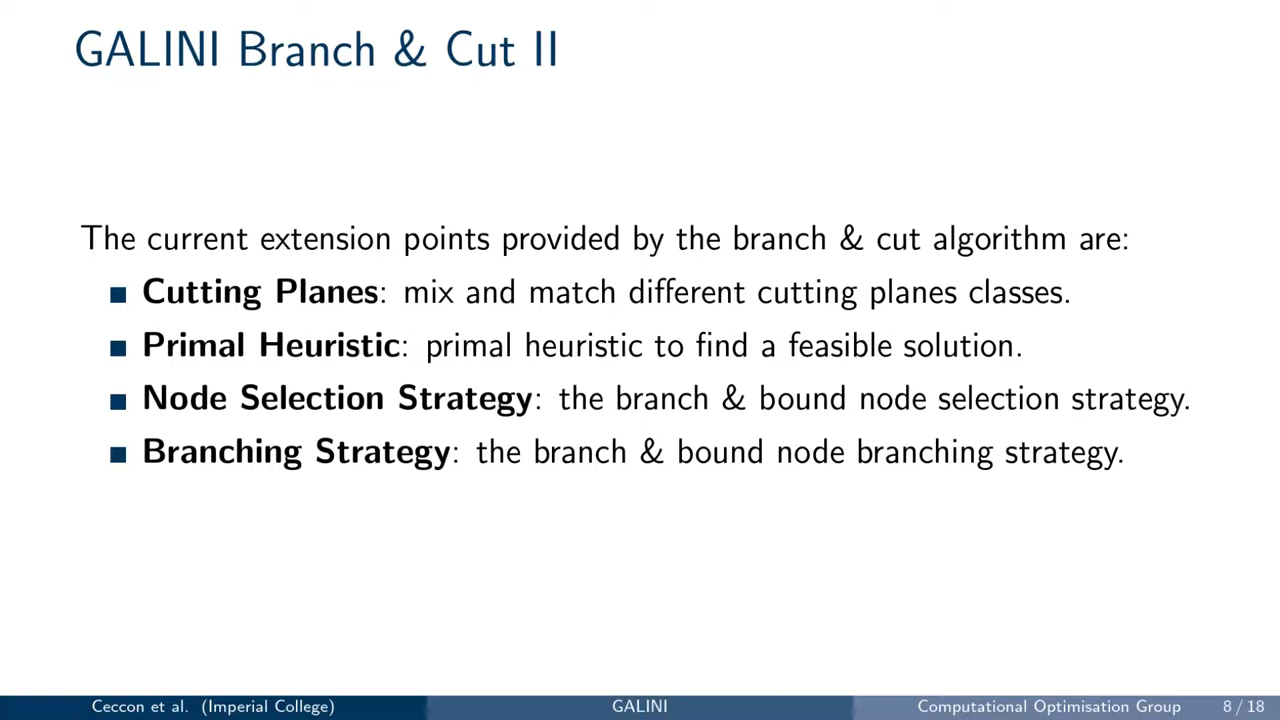 GALINI Branch & Cut II
The current extension points provided by the branch & cut algorithm are:
Cutting Planes: mix and match different cutting planes classes.
Primal Heuristic: primal heuristic to find a feasible solution.
Node Selection Strategy: the branch & bound node selection strategy.
Branching Strategy: the branch & bound node branching strategy.
Ceccon et al. (Imperial College) GALINI Computational Optimisation Group 8 / 18